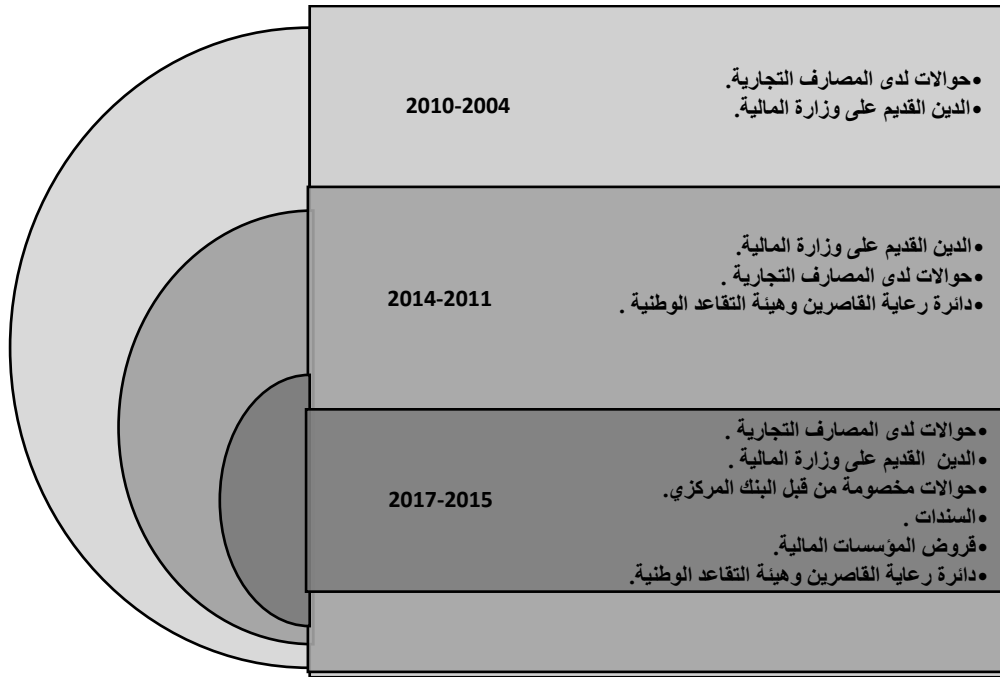 •حوالات لدى المصارف التجارية.
•الدين القديم على وزارة المالية.
2010-2004
•الدين القديم على وزارة المالية.
•حوالات لدى المصارف التجارية .
•دائرة رعاية القاصرين وهيئة التقاعد الوطنية .
2014-2011
•حوالات لدى المصارف التجارية .
•الدين القديم على وزارة المالية .
•حوالات مخصومة من قبل البنك المركزي.
•السندات .
•قروض المؤسسات المالية.
•دائرة رعاية القاصرين وهيئة التقاعد الوطنية.
2017-2015